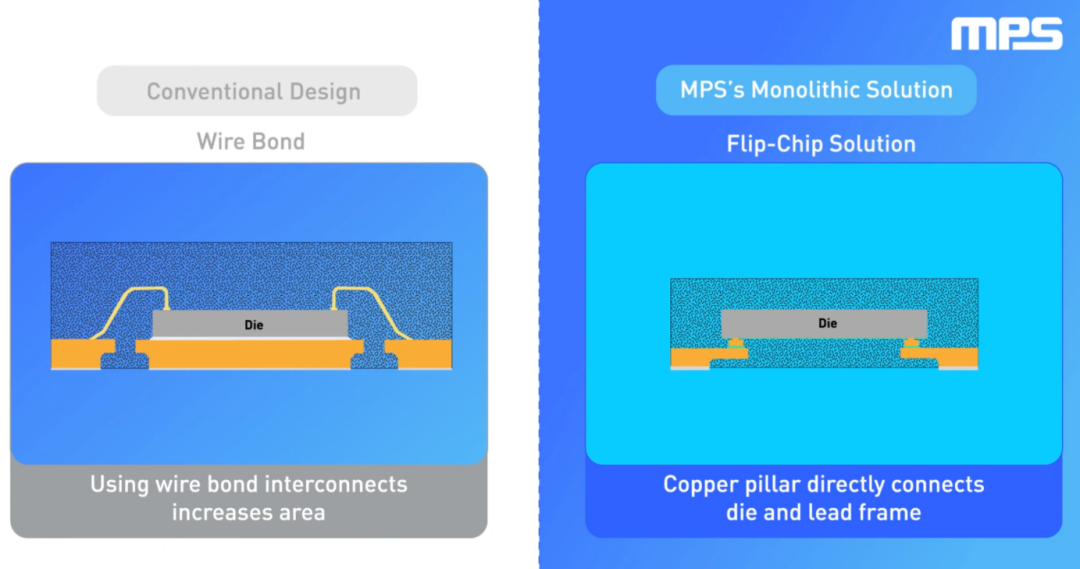 MPS
Conventional Design
Wire Bond
Die
Using wire bond interconnects
increases area
MPS's Monolithic Solution
Flip-Chip Solution
Die
Copper pillar directly connects
die and lead frame